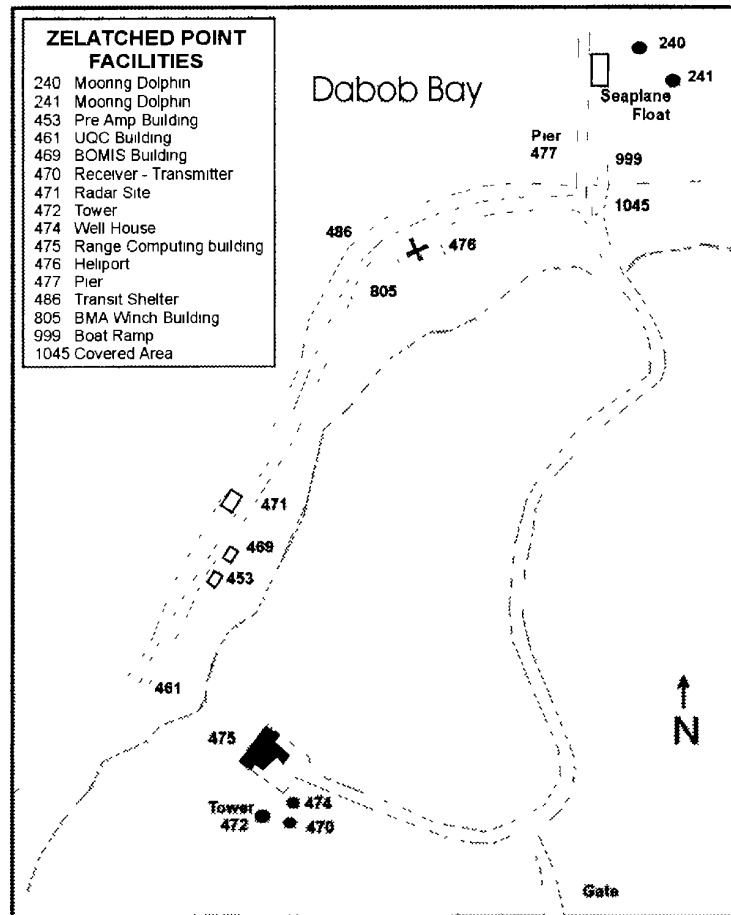 ZELATCHED POINT
FACILITIES
240 Mooring Dolphin
241 Mooring Dolphin
453 Pre Amp Building
461 UQC Building
469 BOMIS Building
470 Receiver - Transmitter
471 Radar Site
472 Tower
474 Well House
475 Range Computing building
476 Heliport
477 Pier
486 Transit Shelter
805 BMA Winch Building
999 Boat Ramp
1045 Covered Area
Dabob Bay
240
241
Seaplane
Float
Pier
477
999
1045
486
476
805
471
469
453
461
475
N
474
Tower
472
470
Gate